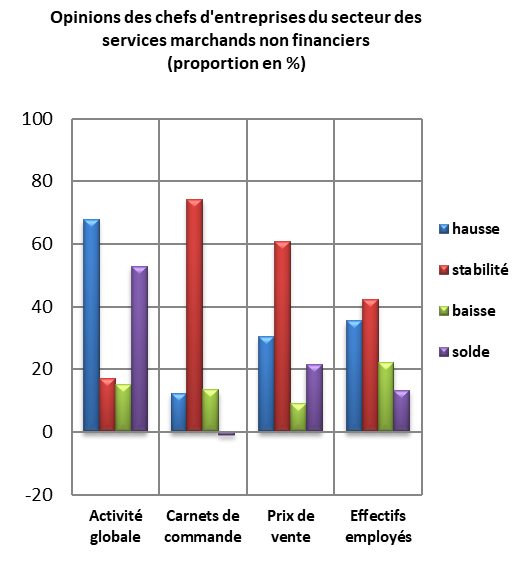 Opinions des chefs d'entreprises du secteur des
services marchands non financiers
(proportion en %)
100
80
60
40
20
0
-20
hausse
stabilité
baisse
solde
Activité
globale
Carnets de
commande
Prix de
vente
Effectifs
employés